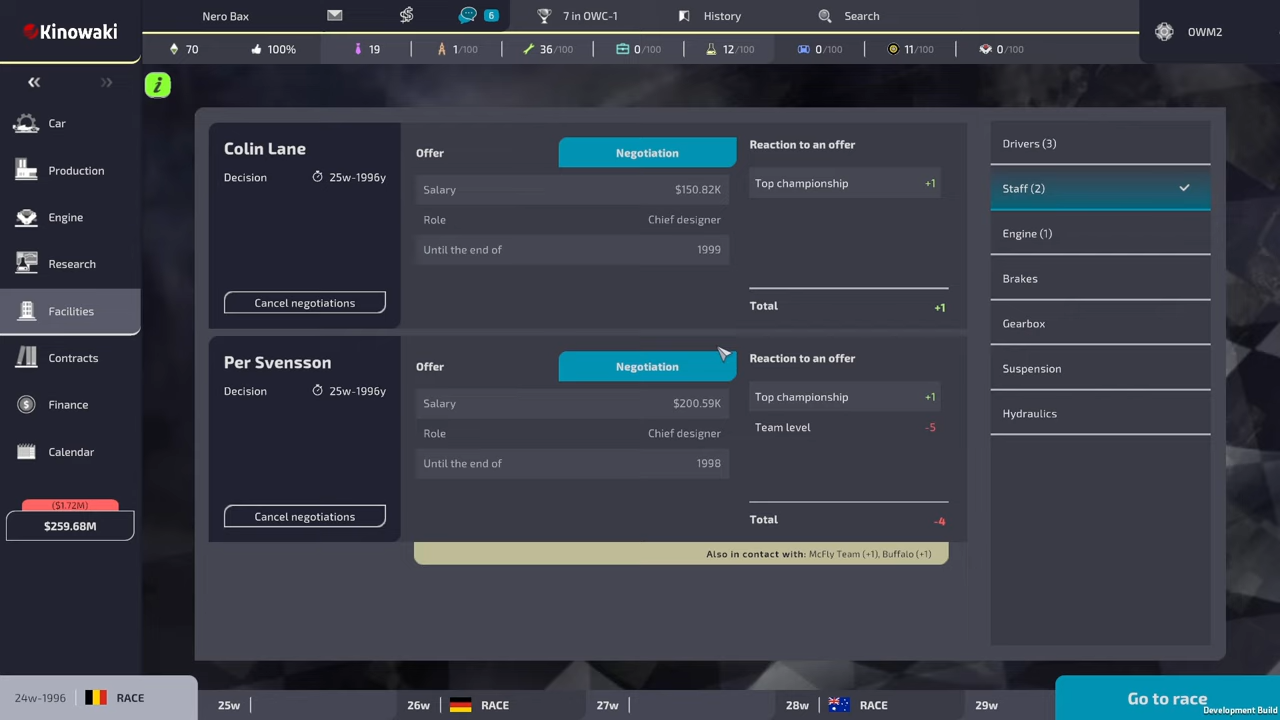 Kinowaki
Nero Bax
6
7 in OWC-1
History
Search
OWM2
70
100%
19
1/100
36/100
0/100
12/100
0/100
11/100
0/100
i
Car
Production
Engine
Research
Facilities
Contracts
Finance
Calendar
($1.72M)
$259.68M
Colin Lane
Decision
25w-1996y
Cancel negotiations
Offer
Negotiation
Salary
$150.82K
Role
Chief designer
Until the end of
1999
Reaction to an offer
Top championship
+1
Total
+1
Per Svensson
Decision
25w-1996y
Cancel negotiations
Offer
Negotiation
Salary
$200.59K
Role
Chief designer
Until the end of
1998
Reaction to an offer
Top championship
+1
Team level
-5
Total
-4
Also in contact with: McFly Team (+1), Buffalo (+1)
Drivers (3)
Staff (2)
Engine (1)
Brakes
Gearbox
Suspension
Hydraulics
24w-1996
RACE
25w
26w
RACE
27w
28w
RACE
29w
Go to race
Development Build